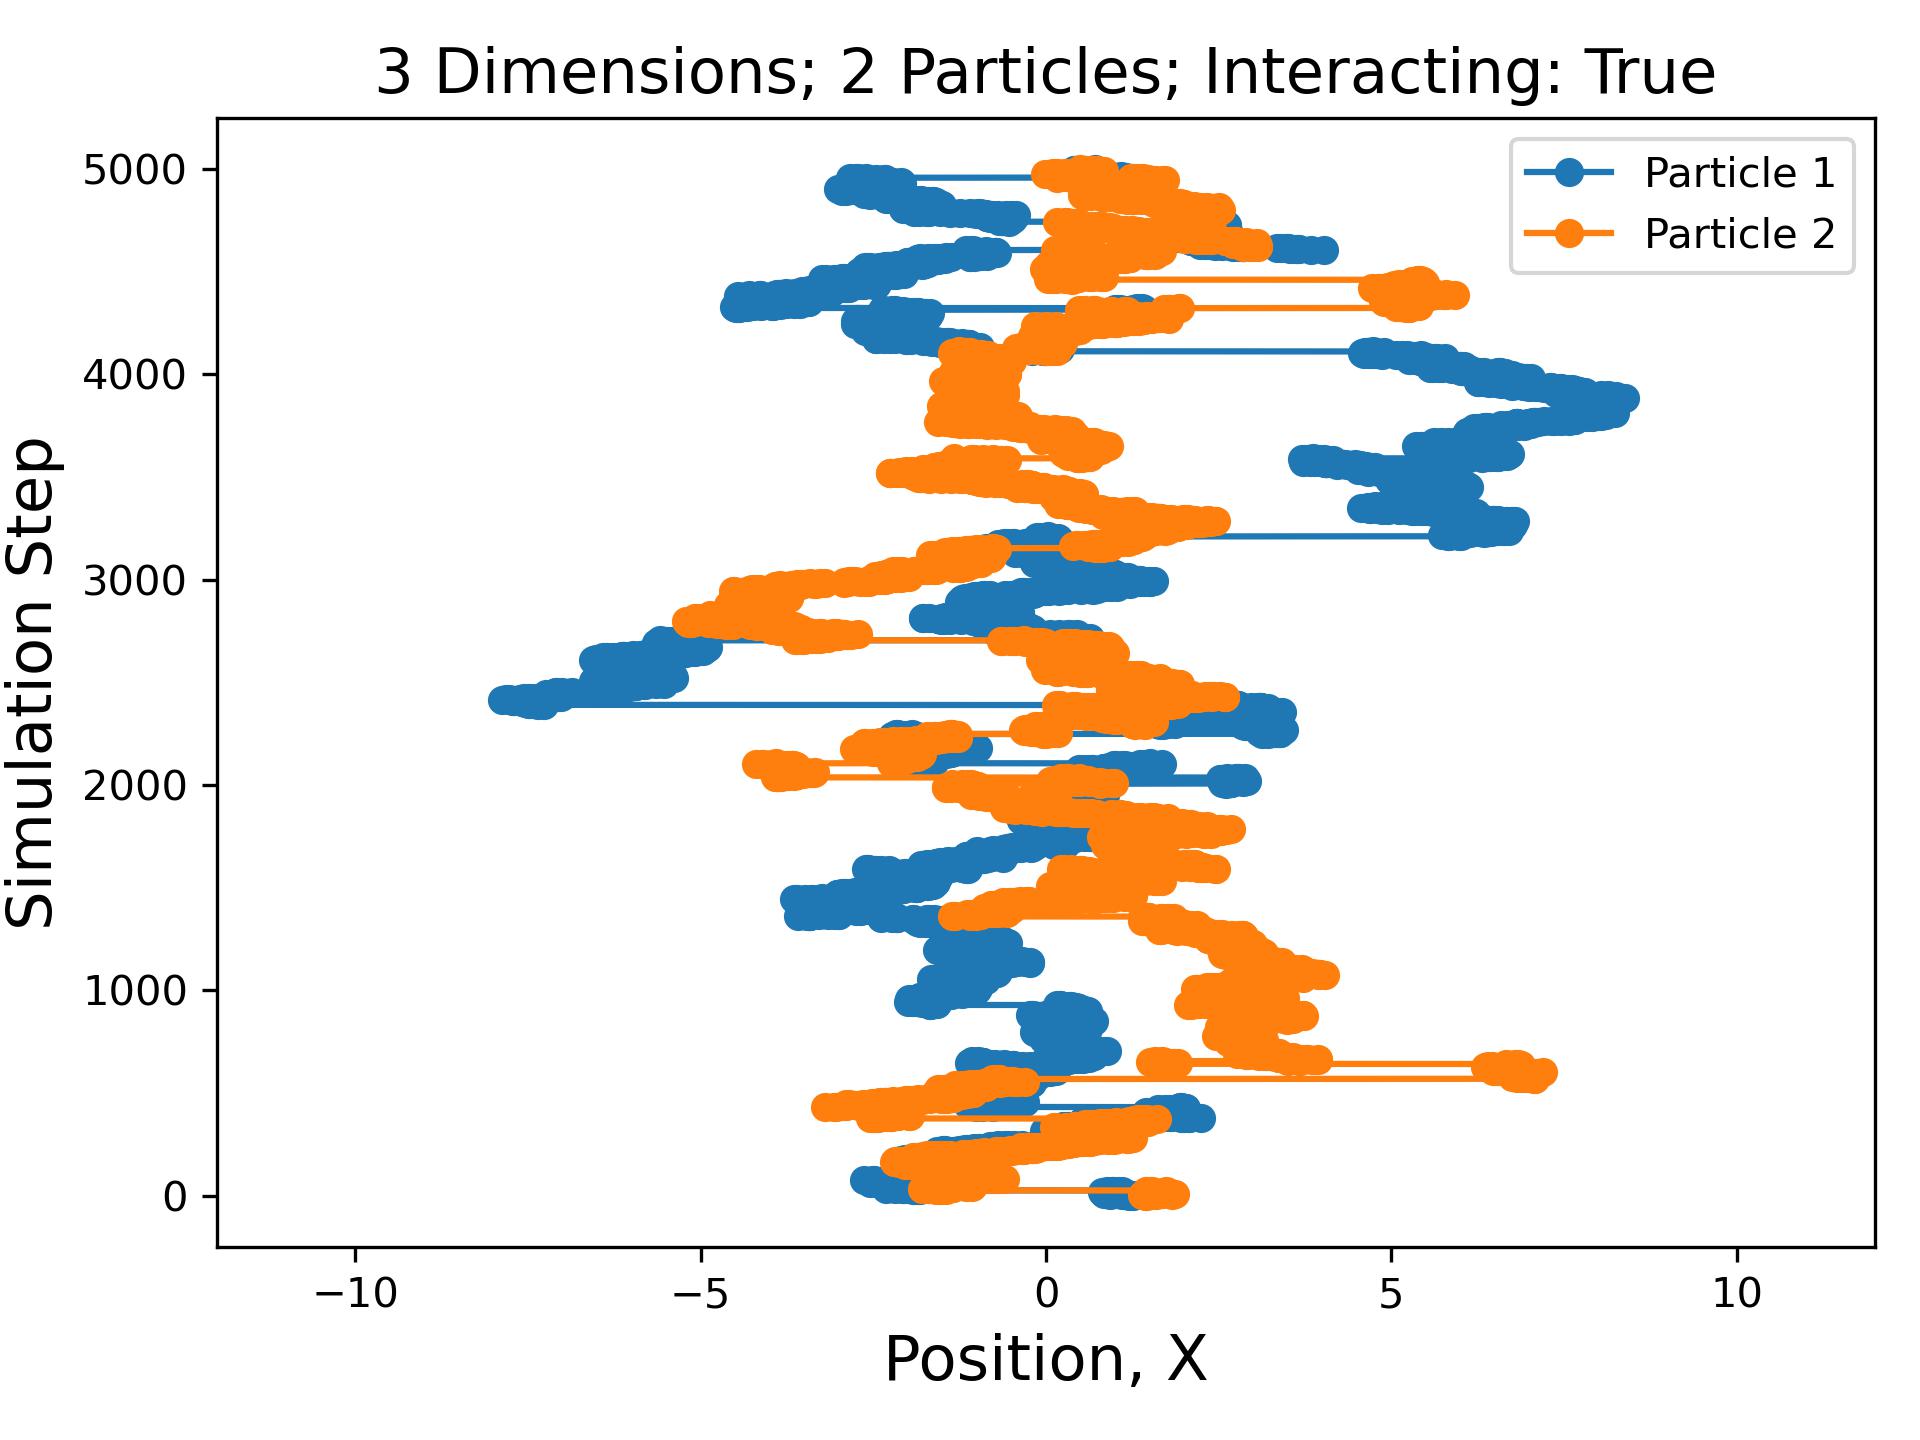 3 Dimensions; 2 Particles; Interacting: True
Particle 1
Particle 2
Simulation Step
5000
4000
3000
2000
1000
0
−10
−5
0
5
10
Position, X